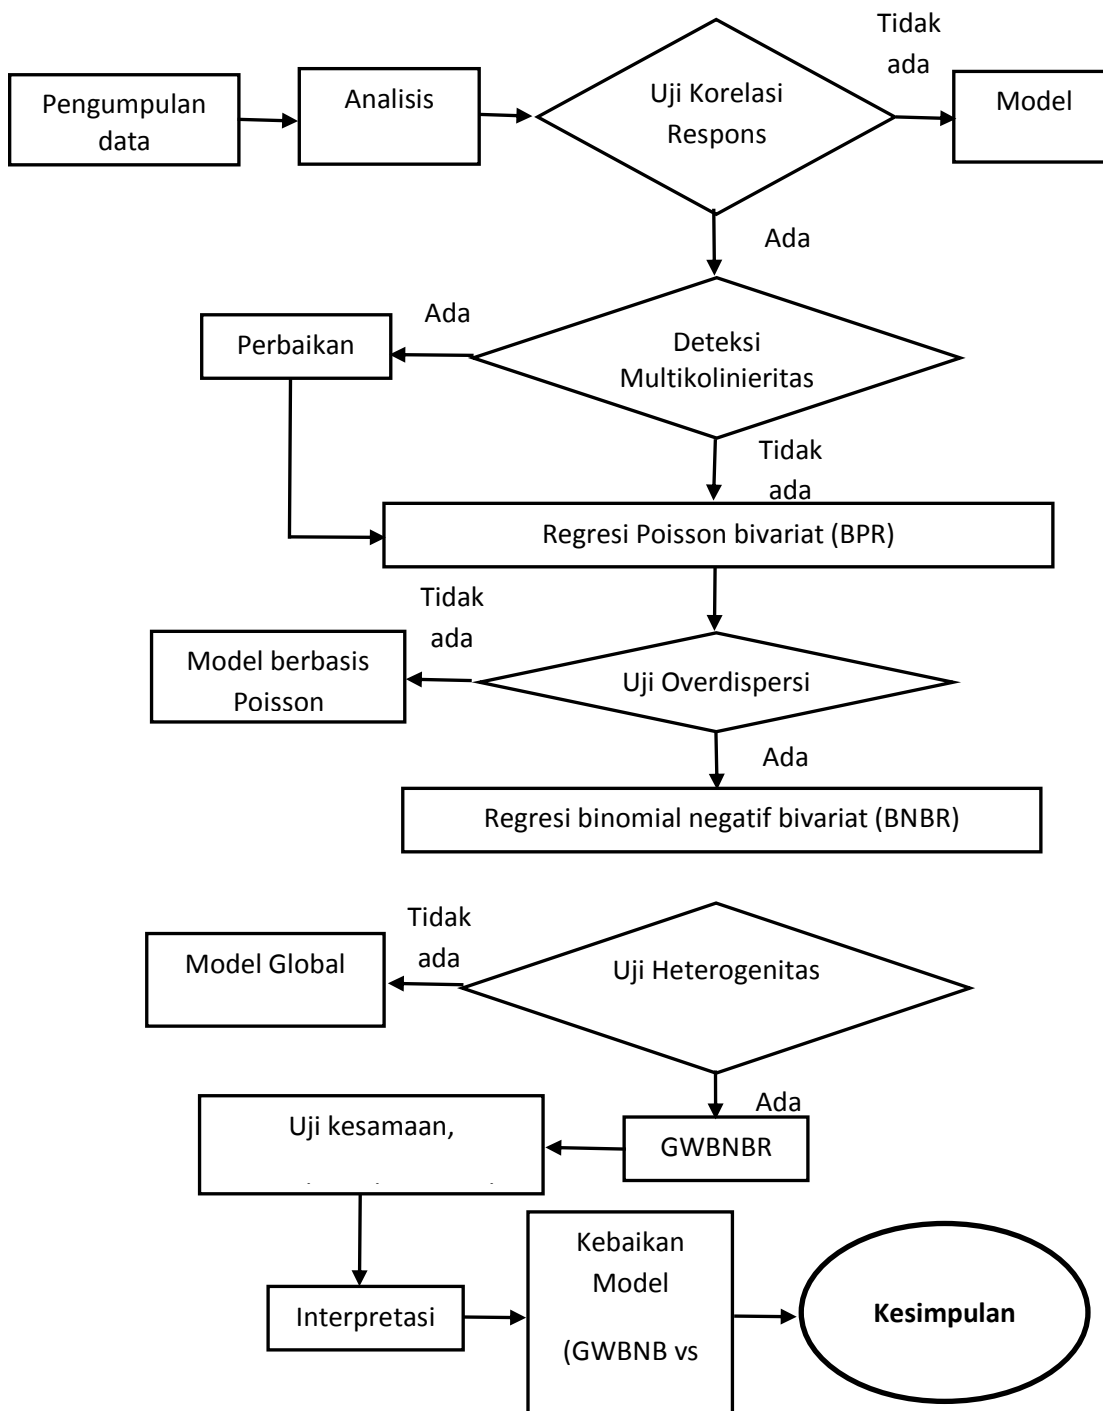 Pengumpulan
data
Analisis
Uji Korelasi
Respons
Tidak
ada
Model
Ada
Ada
Perbaikan
Deteksi
Multikolinieritas
Tidak
ada
Regresi Poisson bivariat (BPR)
Tidak
ada
Model berbasis
Poisson
Uji Overdispersi
Ada
Regresi binomial negatif bivariat (BNBR)
Tidak
ada
Model Global
Uji Heterogenitas
Ada
Uji kesamaan,
GWBNBR
Kebaikan
Model
(GWBNB vs
Interpretasi
Kesimpulan